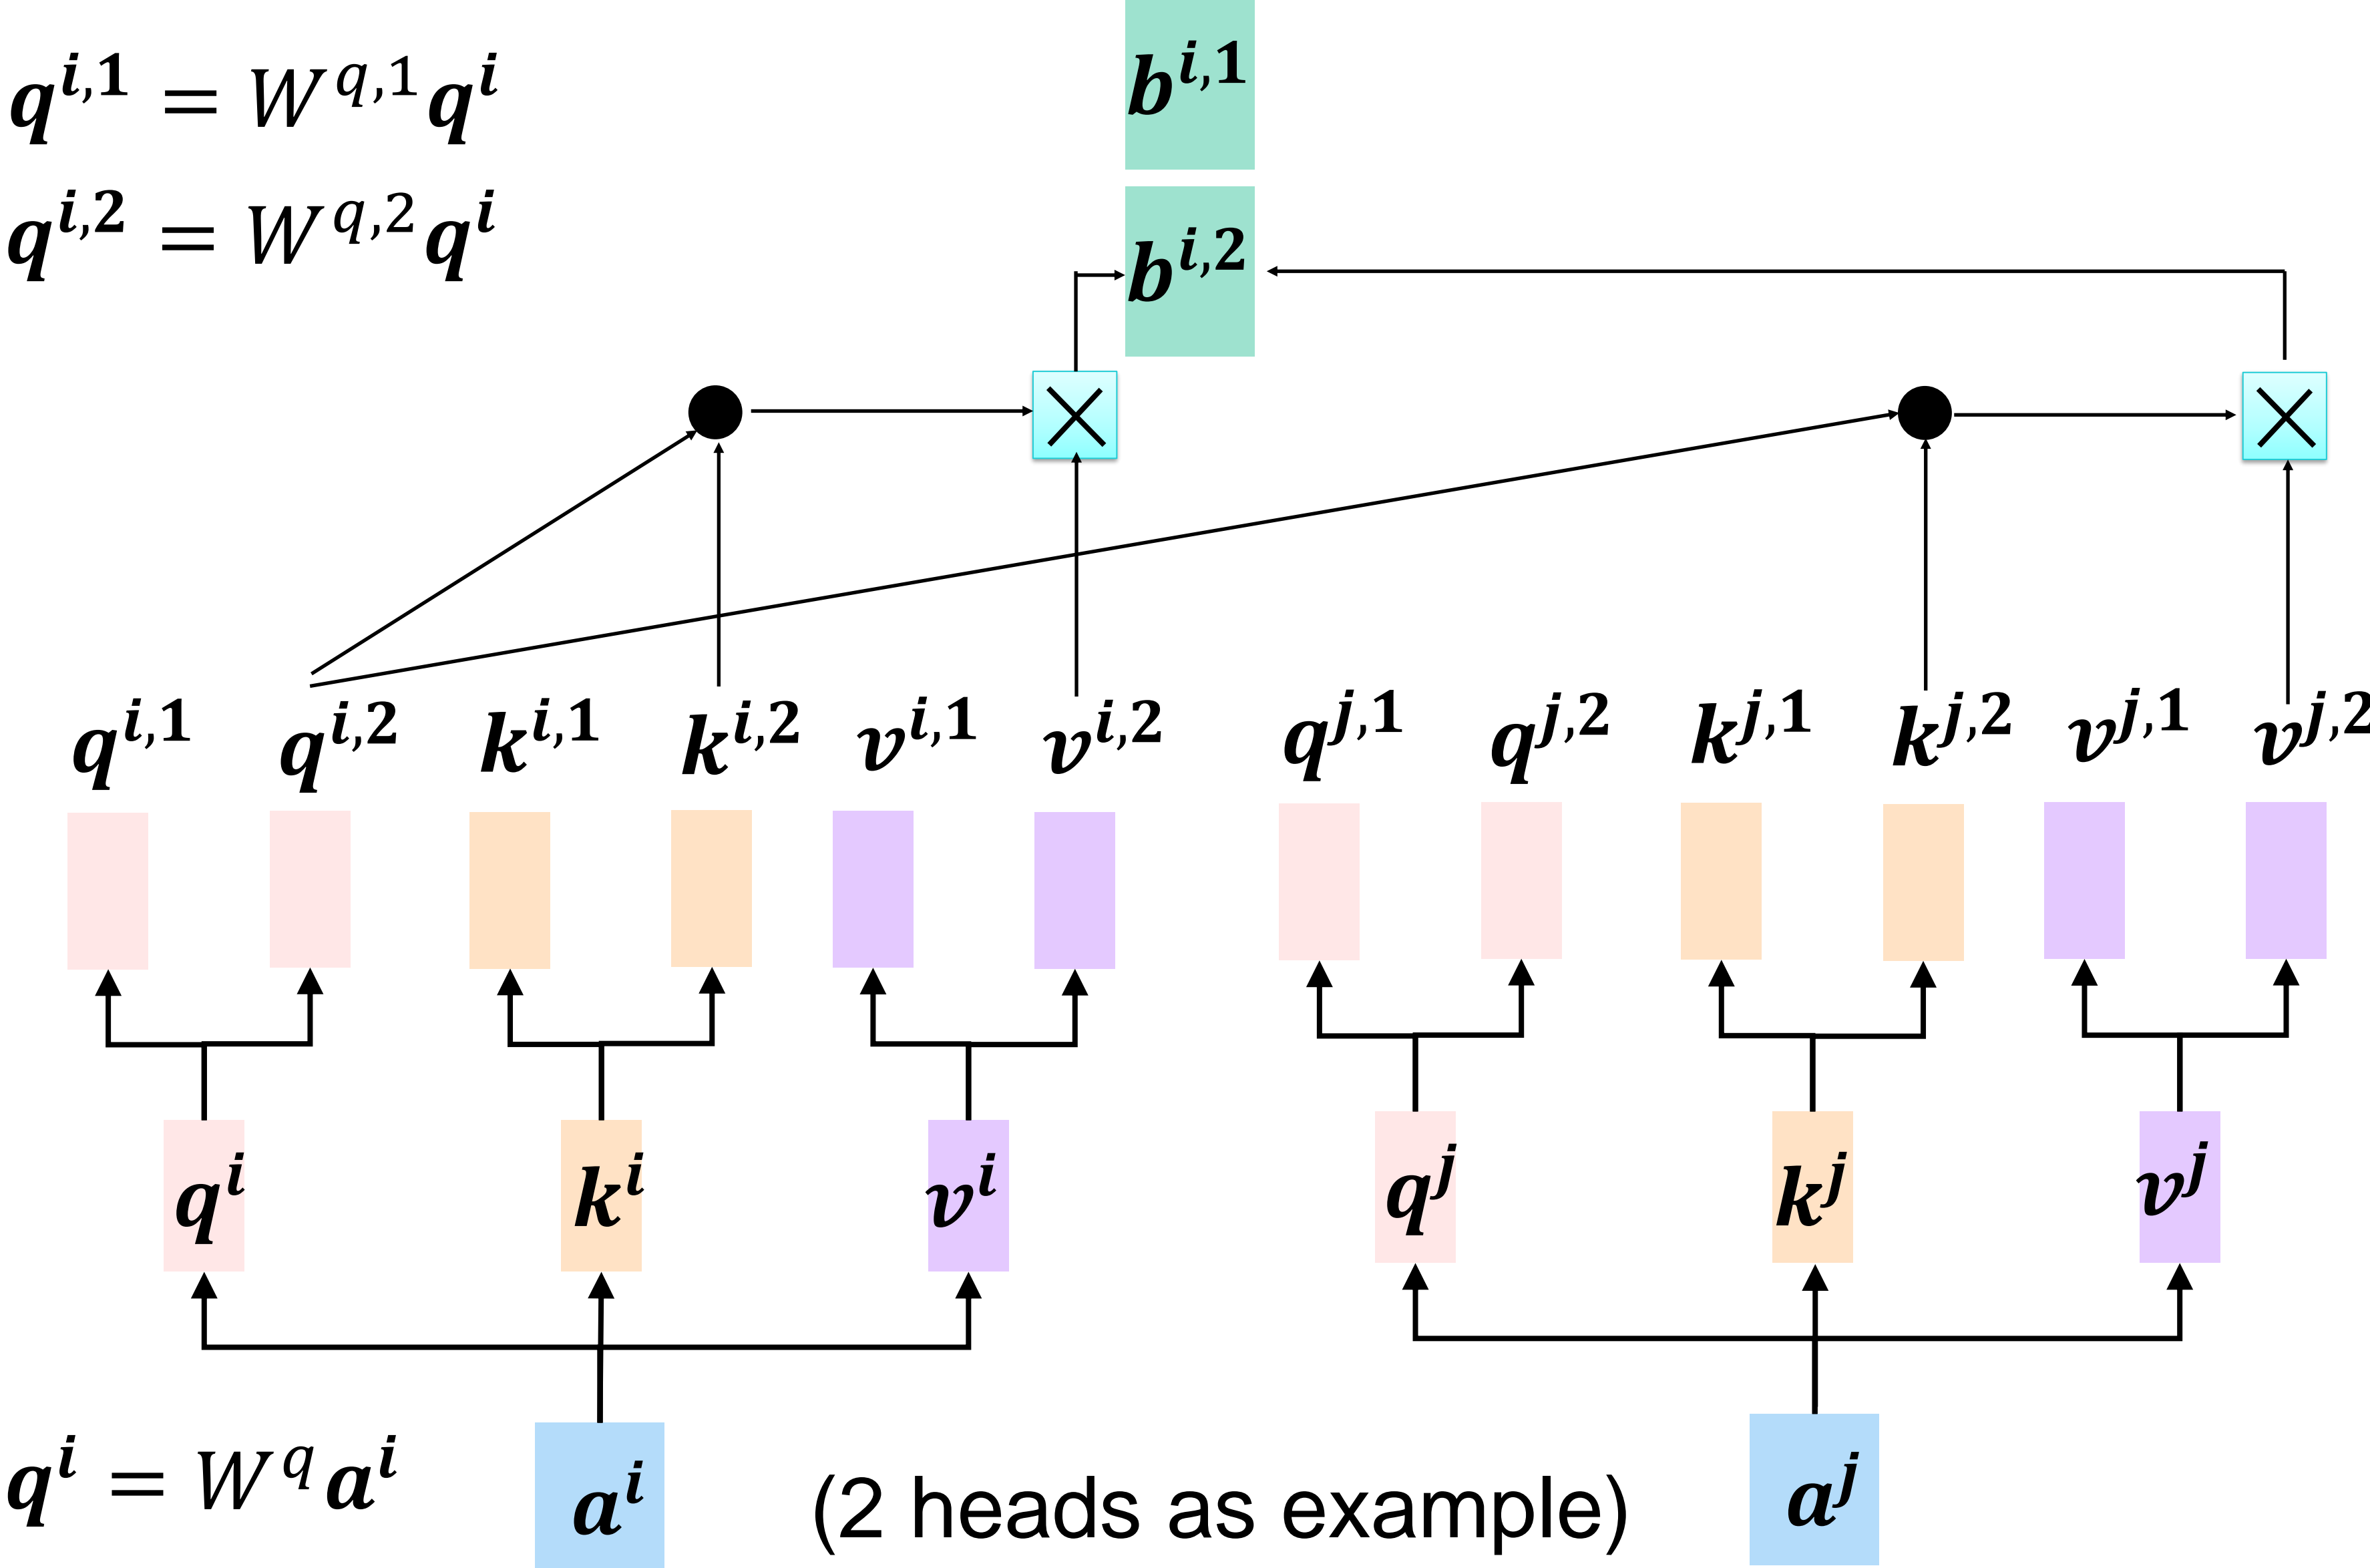 q^{i,1} = W^{q,1}q^i
q^{i,2} = W^{q,2}q^i
b^{i,1}
b^{i,2}
q^{i,1} q^{i,2} k^{i,1} k^{i,2} v^{i,1} v^{i,2} q^{j,1} q^{j,2} k^{j,1} k^{j,2} v^{j,1} v^{j,2}
q^i k^i v^i q^j k^j v^j
q^i = W^q a^i
a^i
(2 heads as example)
a^j